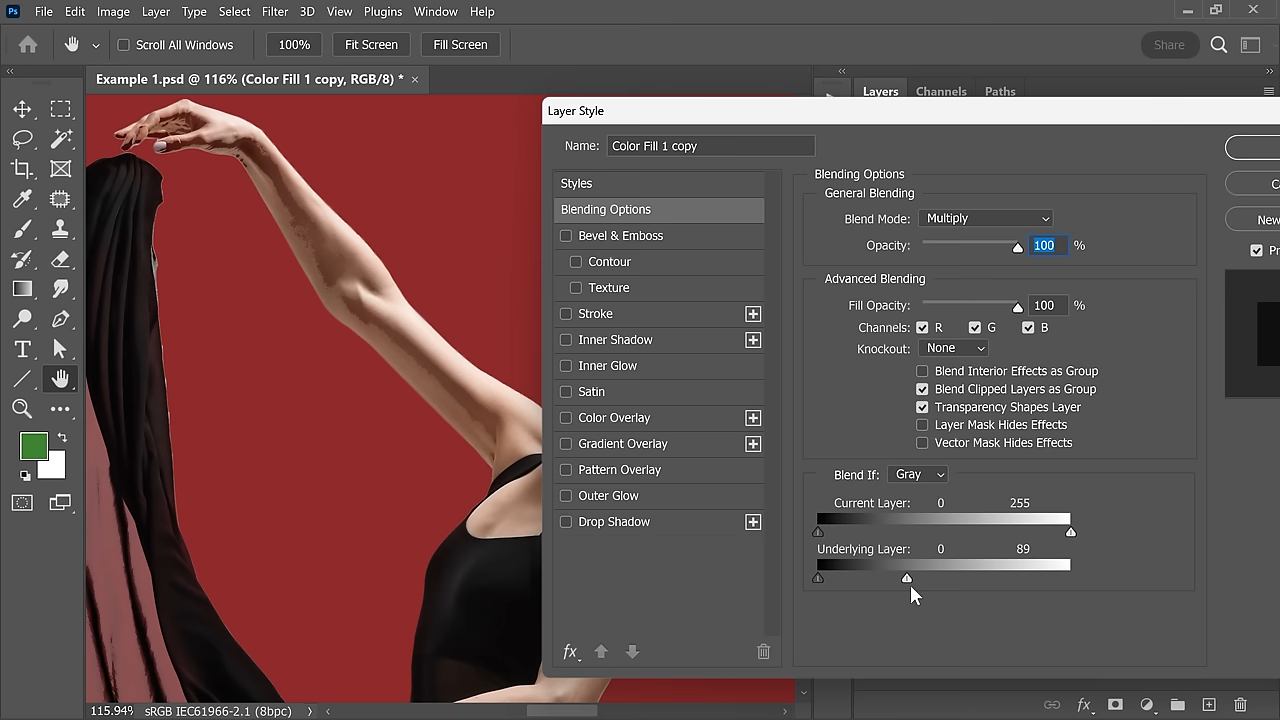 Ps File Edit Image Layer Type Select Filter 3D View Plugins Window Help
Scroll All Windows 100% Fit Screen Fill Screen Share
Example 1.psd @ 116% (Color Fill 1 copy, RGB/8) * ×
Layers Channels Paths
Layer Style
Name: Color Fill 1 copy
Styles
Blending Options
Bevel & Emboss
Contour
Texture
Stroke
Inner Shadow
Inner Glow
Satin
Color Overlay
Gradient Overlay
Pattern Overlay
Outer Glow
Drop Shadow
fx
Blending Options
General Blending
Blend Mode: Multiply
Opacity: 100 %
Advanced Blending
Fill Opacity: 100 %
Channels: R G B
Knockout: None
Blend Interior Effects as Group
Blend Clipped Layers as Group
Transparency Shapes Layer
Layer Mask Hides Effects
Vector Mask Hides Effects
Blend If: Gray
Current Layer: 0 255
Underlying Layer: 0 89
New
115.94% sRGB IEC61966-2.1 (8bpc)
fx